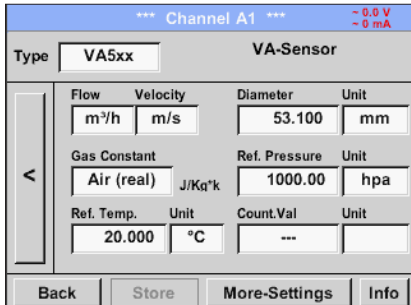 *** Channel A1 ***
~ 0.0 V
~ 0 mA
Type VA5xx VA-Sensor
Flow Velocity Diameter Unit
m³/h m/s 53.100 mm
Gas Constant Ref. Pressure Unit
< Air (real) J/Kg*k 1000.00 hpa
Ref. Temp. Unit Count.Val Unit
20.000 °C ---
Back Store More-Settings Info